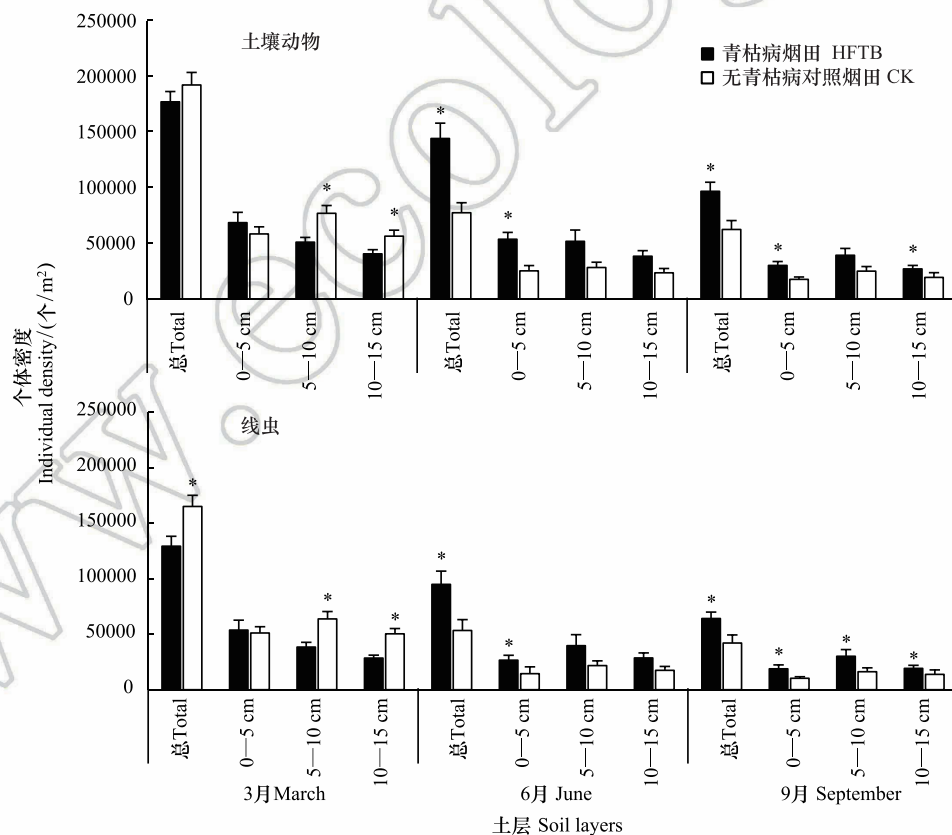 250000
土壤动物
青枯病烟田 HFTB
无青枯病对照烟田 CK
200000
150000
100000
50000
0
* * * * * * *
总Total 0—5 cm 5—10 cm 10—15 cm 总Total 0—5 cm 5—10 cm 10—15 cm 总Total 0—5 cm 5—10 cm 10—15 cm
个体密度
Individual density/(个/m²)
250000
线虫
200000
150000
100000
50000
0
* * * * * * * * *
总Total 0—5 cm 5—10 cm 10—15 cm 总Total 0—5 cm 5—10 cm 10—15 cm 总Total 0—5 cm 5—10 cm 10—15 cm
3月March 6月 June 9月 September
土层 Soil layers
www.ecolo